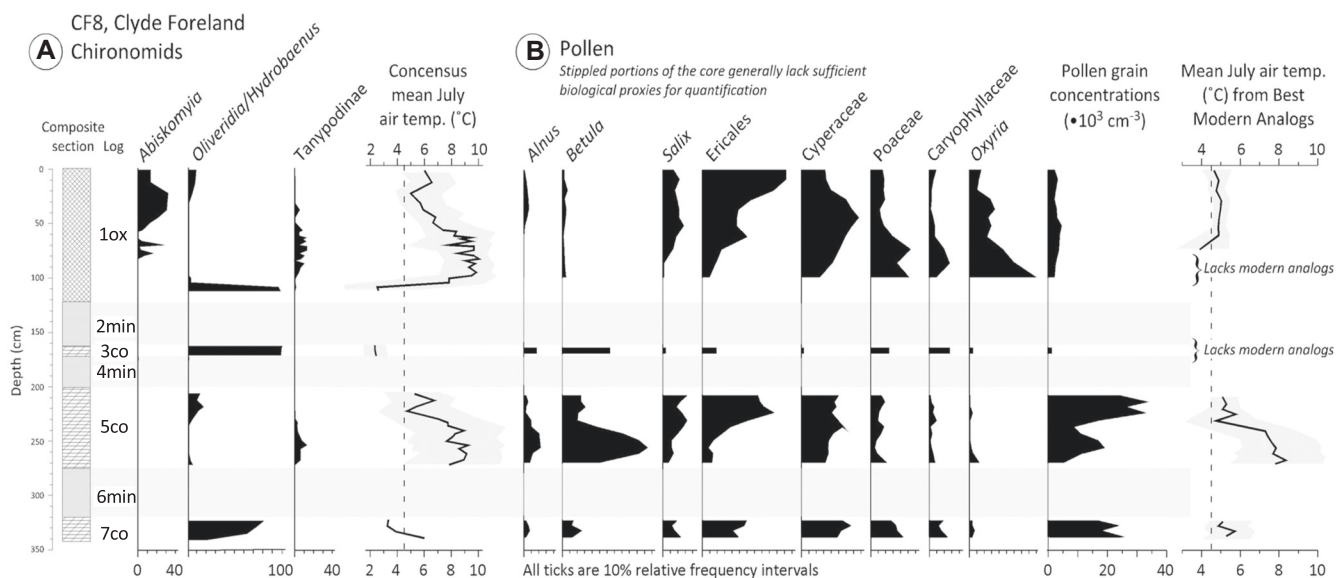 CF8, Clyde Foreland
A Chironomids
B Pollen
Stippled portions of the core generally lack sufficient
biological proxies for quantification
Composite
section Log
Abiskomyia
Oliveridia/Hydrobaenus
Tanypodinae
Concensus
mean July
air temp. (˚C)
2 4 6 8 10
Alnus
Betula
Salix
Ericales
Cyperaceae
Poaceae
Caryophyllaceae
Oxyria
Pollen grain
concentrations
(•10³ cm⁻³)
Mean July air temp.
(˚C) from Best
Modern Analogs
4 6 8 10
Depth (cm)
0
50
100
150
200
250
300
350
1ox
2min
3co
4min
5co
6min
7co
} Lacks modern analogs
} Lacks modern analogs
0 40
0 100
2 4 6 8 10
All ticks are 10% relative frequency intervals
0 20 40
4 6 8 10